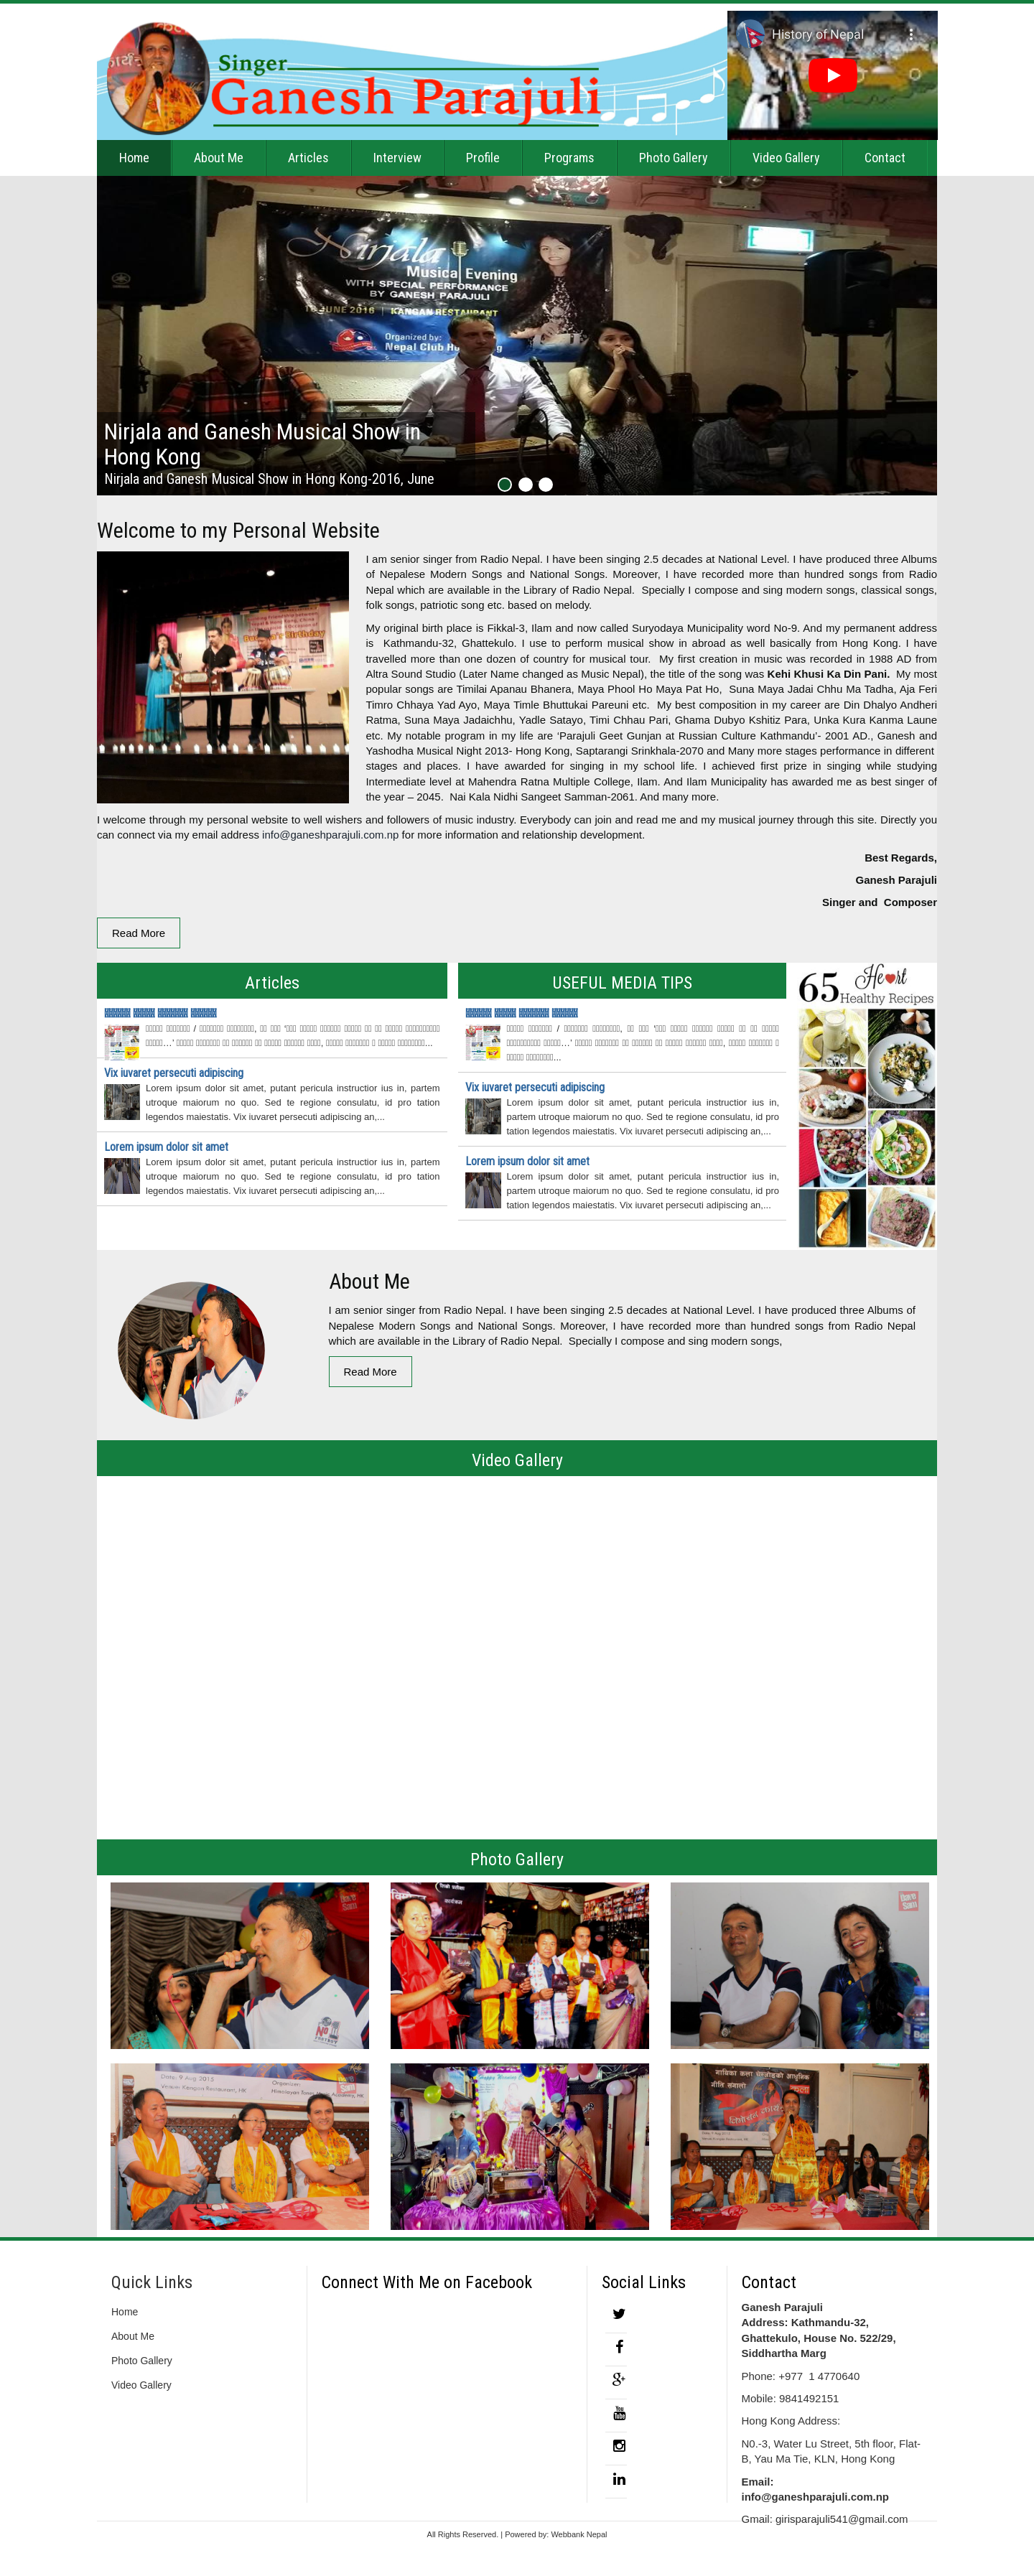 Singer
Ganesh Parajuli
History of Nepal
Home About Me Articles Interview Profile Programs Photo Gallery Video Gallery Contact
Nirjala
Musical Evening
WITH SPECIAL PERFORMANCE
BY GANESH PARAJULI
JUNE 2016 | KANGAN RESTAURANT
Organized by:
Nirjala and Ganesh Musical Show in
Hong Kong
Nirjala and Ganesh Musical Show in Hong Kong-2016, June
Welcome to my Personal Website
Birthday
I am senior singer from Radio Nepal. I have been singing 2.5 decades at National Level. I have produced three Albums
of Nepalese Modern Songs and National Songs. Moreover, I have recorded more than hundred songs from Radio
Nepal which are available in the Library of Radio Nepal. Specially I compose and sing modern songs, classical songs,
folk songs, patriotic song etc. based on melody.
My original birth place is Fikkal-3, Ilam and now called Suryodaya Municipality word No-9. And my permanent address
is Kathmandu-32, Ghattekulo. I use to perform musical show in abroad as well basically from Hong Kong. I have
travelled more than one dozen of country for musical tour. My first creation in music was recorded in 1988 AD from
Altra Sound Studio (Later Name changed as Music Nepal), the title of the song was Kehi Khusi Ka Din Pani. My most
popular songs are Timilai Apanau Bhanera, Maya Phool Ho Maya Pat Ho, Suna Maya Jadai Chhu Ma Tadha, Aja Feri
Timro Chhaya Yad Ayo, Maya Timle Bhuttukai Pareuni etc. My best composition in my career are Din Dhalyo Andheri
Ratma, Suna Maya Jadaichhu, Yadle Satayo, Timi Chhau Pari, Ghama Dubyo Kshitiz Para, Unka Kura Kanma Laune
etc. My notable program in my life are ‘Parajuli Geet Gunjan at Russian Culture Kathmandu’- 2001 AD., Ganesh and
Yashodha Musical Night 2013- Hong Kong, Saptarangi Srinkhala-2070 and Many more stages performance in different
stages and places. I have awarded for singing in my school life. I achieved first prize in singing while studying
Intermediate level at Mahendra Ratna Multiple College, Ilam. And Ilam Municipality has awarded me as best singer of
the year – 2045. Nai Kala Nidhi Sangeet Samman-2061. And many more.
I welcome through my personal website to well wishers and followers of music industry. Everybody can join and read me and my musical journey through this site. Directly you
can connect via my email address info@ganeshparajuli.com.np for more information and relationship development.
Best Regards,
Ganesh Parajuli
Singer and Composer
Read More
Articles
Vix iuvaret persecuti adipiscing
Lorem ipsum dolor sit amet, putant pericula instructior ius in, partem
utroque maiorum no quo. Sed te regione consulatu, id pro tation
legendos maiestatis. Vix iuvaret persecuti adipiscing an,...
Lorem ipsum dolor sit amet
Lorem ipsum dolor sit amet, putant pericula instructior ius in, partem
utroque maiorum no quo. Sed te regione consulatu, id pro tation
legendos maiestatis. Vix iuvaret persecuti adipiscing an,...
USEFUL MEDIA TIPS
Vix iuvaret persecuti adipiscing
Lorem ipsum dolor sit amet, putant pericula instructior ius in,
partem utroque maiorum no quo. Sed te regione consulatu, id pro
tation legendos maiestatis. Vix iuvaret persecuti adipiscing an,...
Lorem ipsum dolor sit amet
Lorem ipsum dolor sit amet, putant pericula instructior ius in,
partem utroque maiorum no quo. Sed te regione consulatu, id pro
tation legendos maiestatis. Vix iuvaret persecuti adipiscing an,...
65 Heart
Healthy Recipes
About Me
I am senior singer from Radio Nepal. I have been singing 2.5 decades at National Level. I have produced three Albums of
Nepalese Modern Songs and National Songs. Moreover, I have recorded more than hundred songs from Radio Nepal
which are available in the Library of Radio Nepal. Specially I compose and sing modern songs,
Read More
Video Gallery
Photo Gallery
Quick Links
Home
About Me
Photo Gallery
Video Gallery
Connect With Me on Facebook
Social Links
Contact
Ganesh Parajuli
Address: Kathmandu-32,
Ghattekulo, House No. 522/29,
Siddhartha Marg
Phone: +977 1 4770640
Mobile: 9841492151
Hong Kong Address:
N0.-3, Water Lu Street, 5th floor, Flat-
B, Yau Ma Tie, KLN, Hong Kong
Email:
info@ganeshparajuli.com.np
Gmail: girisparajuli541@gmail.com
All Rights Reserved. | Powered by: Webbank Nepal